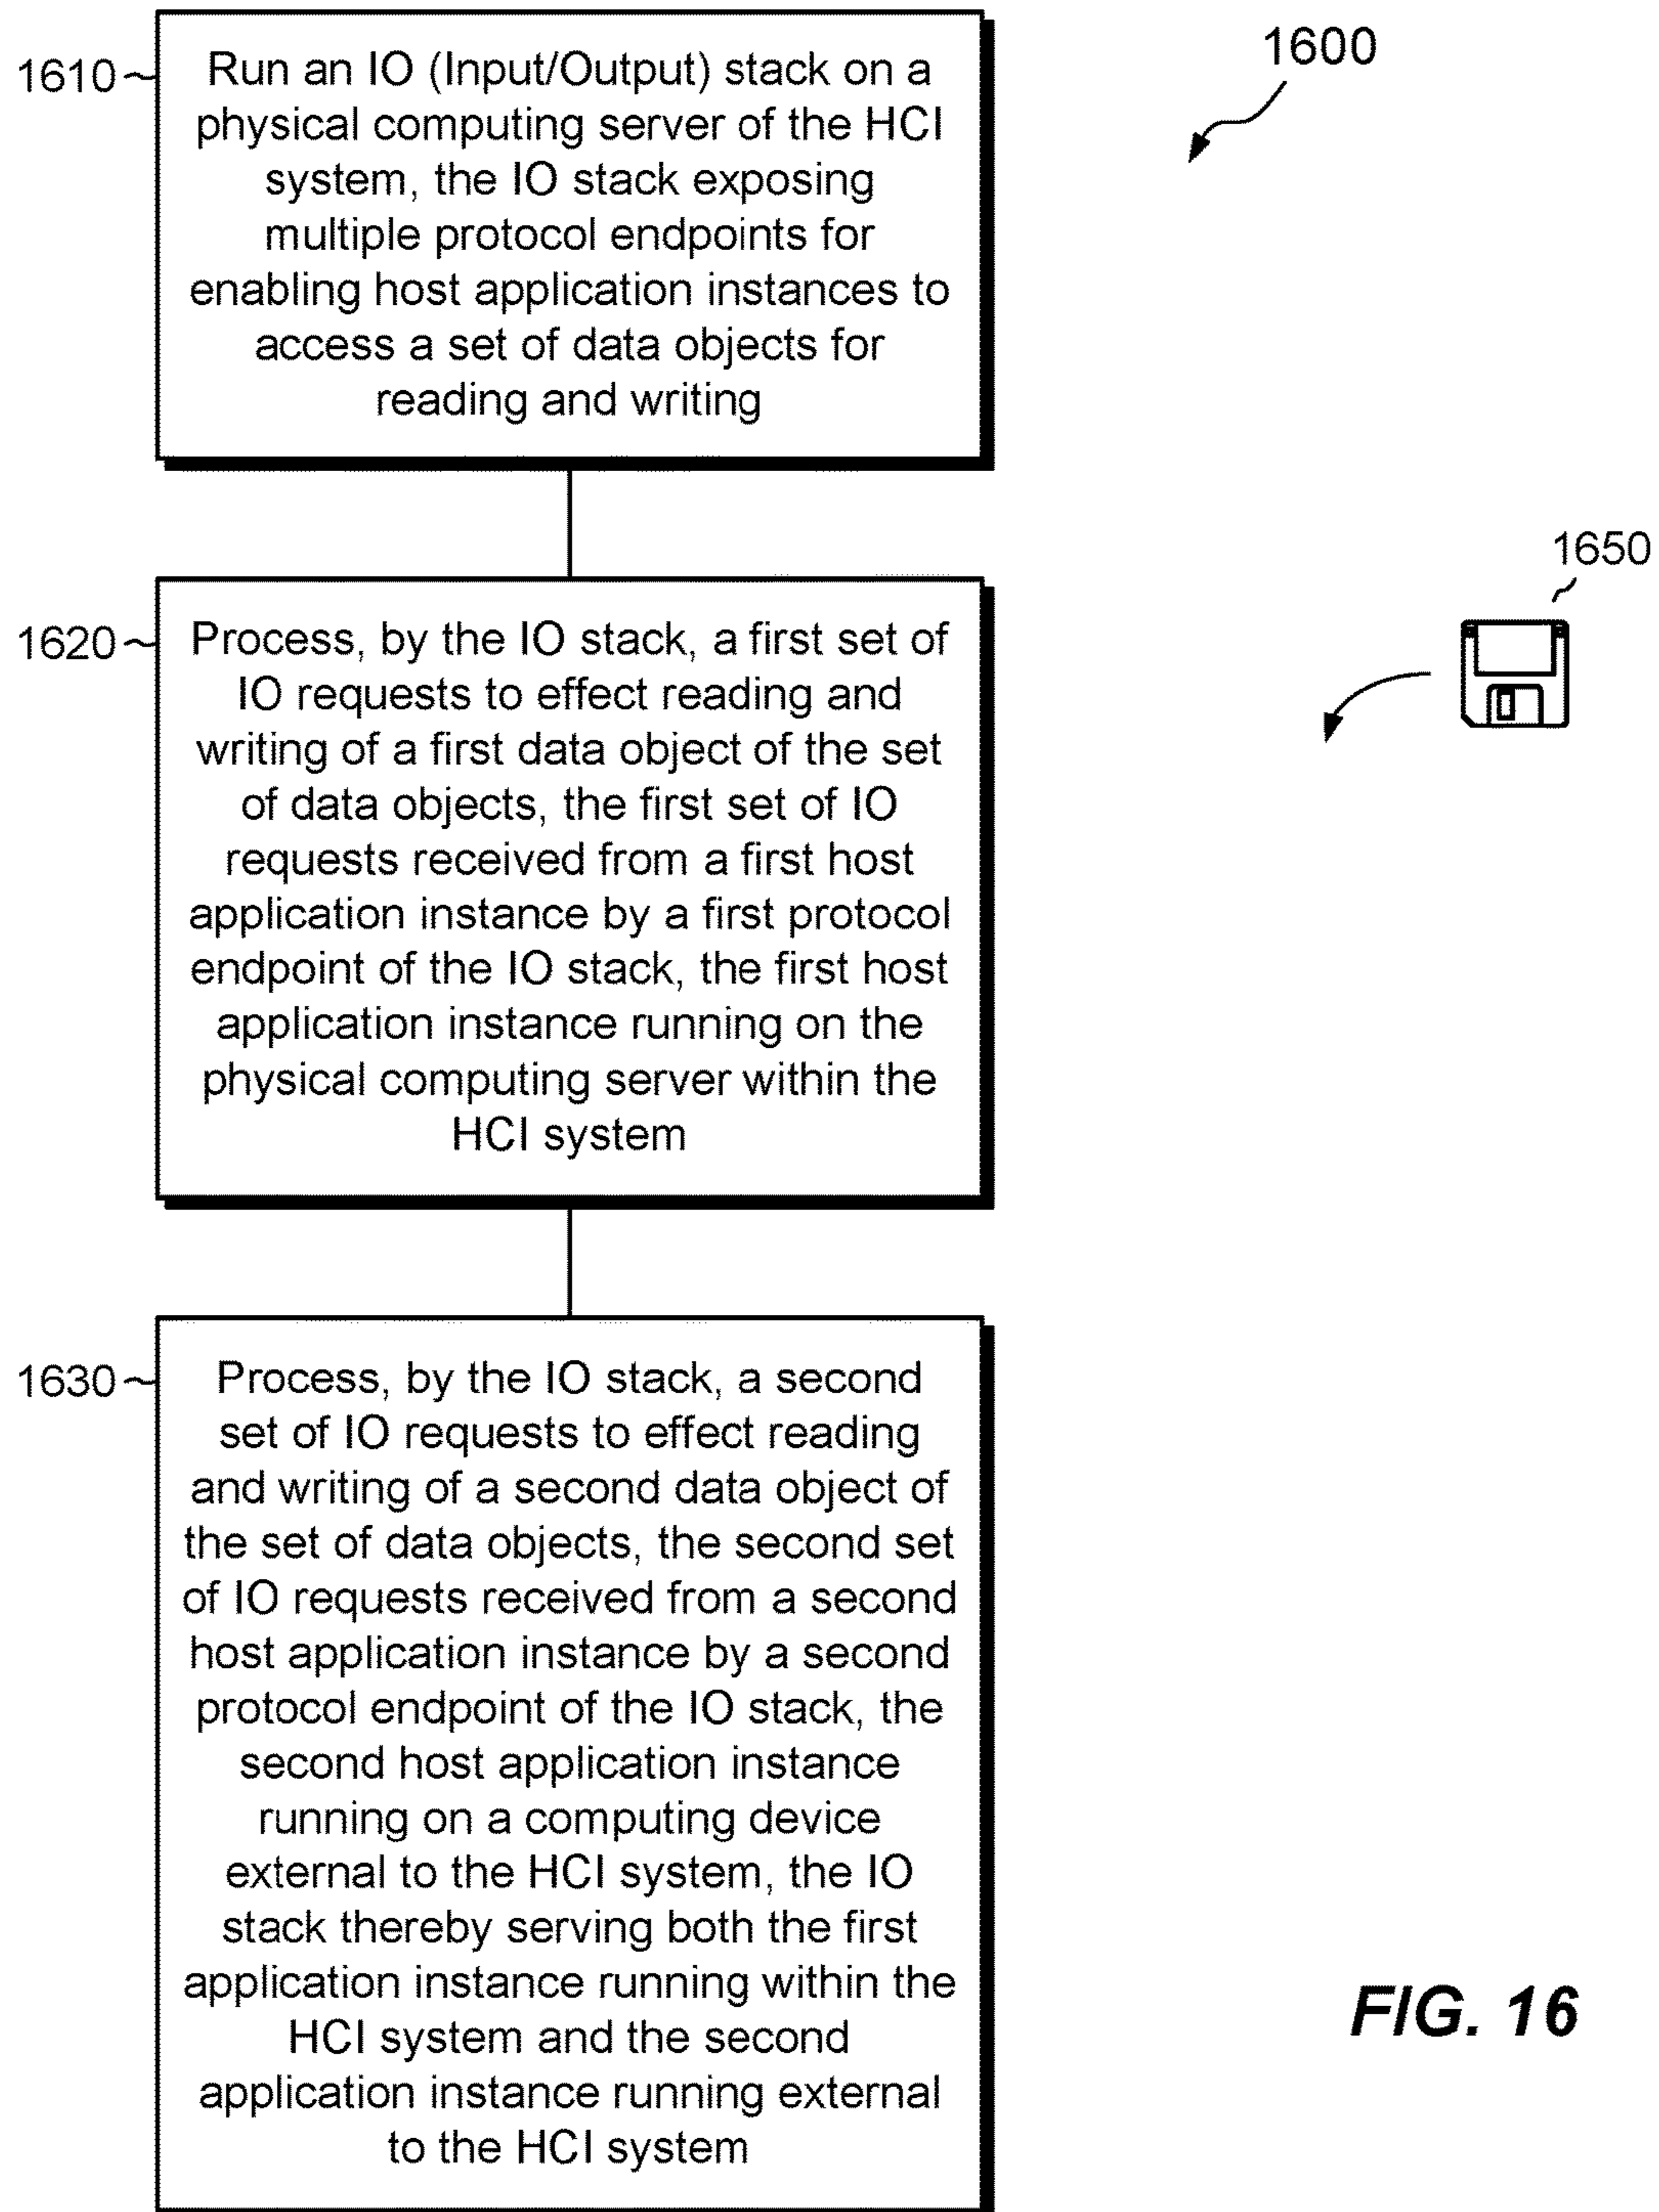 1600
1610
Run an IO (Input/Output) stack on a
physical computing server of the HCI
system, the IO stack exposing
multiple protocol endpoints for
enabling host application instances to
access a set of data objects for
reading and writing
1650
1620
Process, by the IO stack, a first set of
IO requests to effect reading and
writing of a first data object of the set
of data objects, the first set of IO
requests received from a first host
application instance by a first protocol
endpoint of the IO stack, the first host
application instance running on the
physical computing server within the
HCI system
1630
Process, by the IO stack, a second
set of IO requests to effect reading
and writing of a second data object of
the set of data objects, the second set
of IO requests received from a second
host application instance by a second
protocol endpoint of the IO stack, the
second host application instance
running on a computing device
external to the HCI system, the IO
stack thereby serving both the first
application instance running within the
HCI system and the second
application instance running external
to the HCI system
FIG. 16